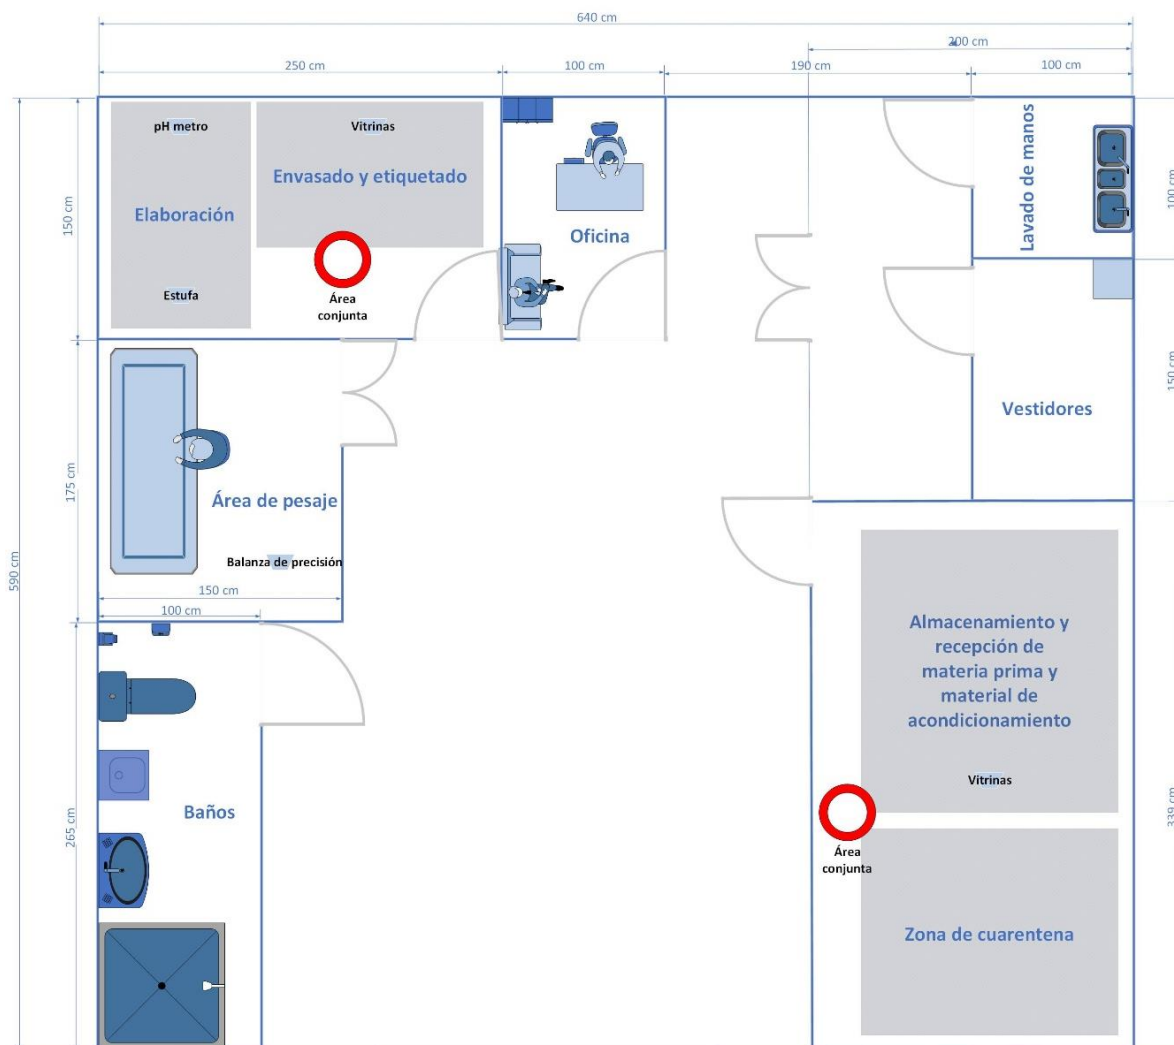 640 cm
200 cm
250 cm
100 cm
190 cm
100 cm
pH metro
Vitrinas
Envasado y etiquetado
Elaboración
Estufa
Área
conjunta
Oficina
Lavado de manos
100 cm
150 cm
Vestidores
150 cm
175 cm
Área de pesaje
Balanza de precisión
150 cm
100 cm
590 cm
Baños
265 cm
Almacenamiento y
recepción de
materia prima y
material de
acondicionamiento
Vitrinas
Área
conjunta
339 cm
Zona de cuarentena